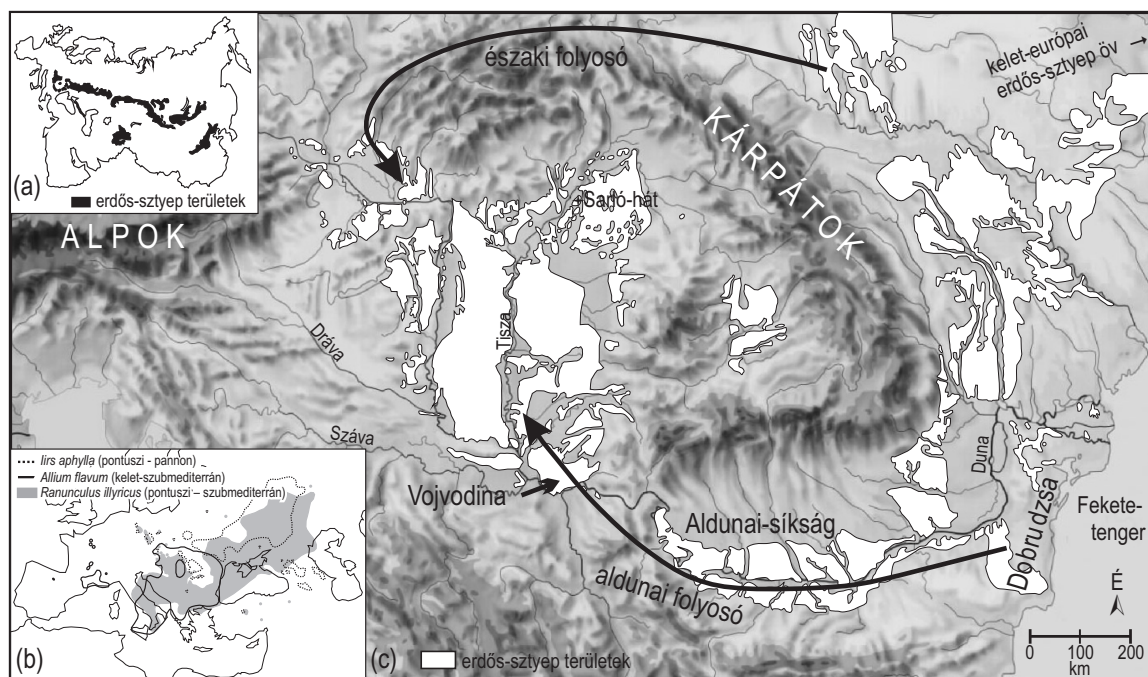 (a)
erdős-sztyep területek
északi folyosó
kelet-európai
erdős-sztyep öv
KÁRPÁTOK
ALPOK
Sarló-hát
Tisza
Dráva
Száva
Duna
Vojvodina
Aldunai-síkság
aldunai folyosó
Dobrudzsa
Fekete-
tenger
É
0 100 200
km
Iirs aphylla (pontuszi - pannon)
Allium flavum (kelet-szubmediterrán)
Ranunculus illyricus (pontuszi – szubmediterrán)
(b)
(c)
erdős-sztyep területek